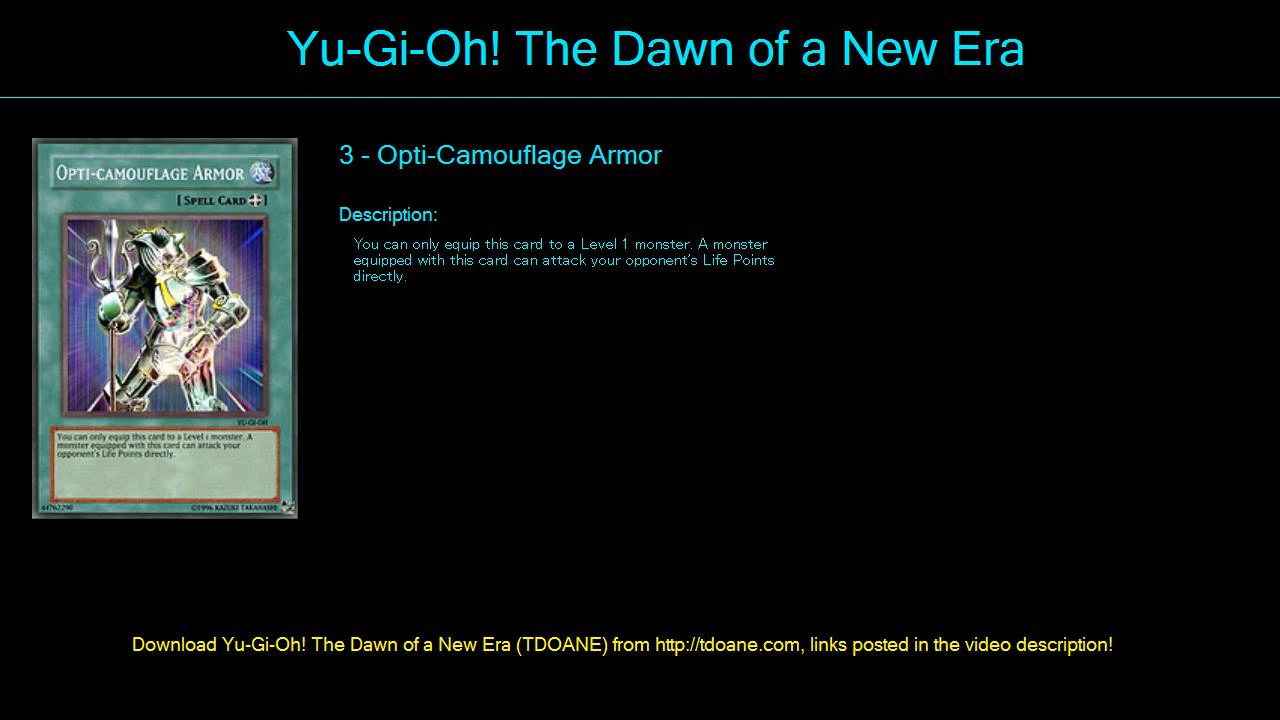 Yu-Gi-Oh! The Dawn of a New Era
OPTI-CAMOUFLAGE ARMOR
[ SPELL CARD ]
YU-GI-OH
You can only equip this card to a Level 1 monster. A
monster equipped with this card can attack your
opponent's Life Points directly.
44762290
©1996 KAZUKI TAKAHASHI
3 - Opti-Camouflage Armor
Description:
You can only equip this card to a Level 1 monster. A monster
equipped with this card can attack your opponent's Life Points
directly.
Download Yu-Gi-Oh! The Dawn of a New Era (TDOANE) from http://tdoane.com, links posted in the video description!